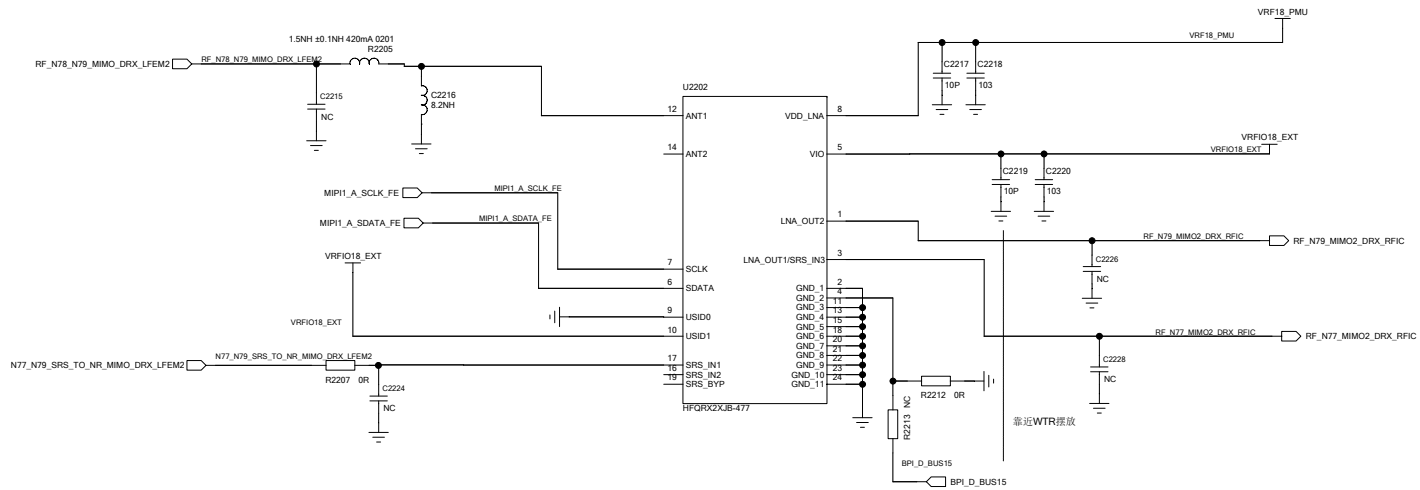 VRF18_PMU
VRF18_PMU
1.5NH ±0.1NH 420mA 0201
R2205
RF_N78_N79_MIMO_DRX_LFEM2
RF_N78_N79_MIMO_DRX_LFEM2
C2215
NC
C2216
8.2NH
C2217
10P
C2218
103
U2202
12
ANT1
VDD_LNA
8
14
ANT2
VIO
5
VRFIO18_EXT
VRFIO18_EXT
C2219
10P
C2220
103
MIPI1_A_SCLK_FE
MIPI1_A_SCLK_FE
MIPI1_A_SDATA_FE
MIPI1_A_SDATA_FE
LNA_OUT2
1
RF_N79_MIMO2_DRX_RFIC
RF_N79_MIMO2_DRX_RFIC
C2226
NC
LNA_OUT1/SRS_IN3
3
VRFIO18_EXT
7
SCLK
6
SDATA
9
USID0
VRFIO18_EXT
10
USID1
GND_1
2
GND_2
4
GND_3
11
GND_4
13
GND_5
15
GND_6
18
GND_7
20
GND_8
21
GND_9
22
GND_10
23
GND_11
24
RF_N77_MIMO2_DRX_RFIC
RF_N77_MIMO2_DRX_RFIC
C2228
NC
N77_N79_SRS_TO_NR_MIMO_DRX_LFEM2
N77_N79_SRS_TO_NR_MIMO_DRX_LFEM2
R2207 0R
C2224
NC
17
SRS_IN1
16
SRS_IN2
19
SRS_BYP
HFQRX2XJB-477
R2212 0R
R2213 NC
靠近WTR摆放
BPI_D_BUS15
BPI_D_BUS15